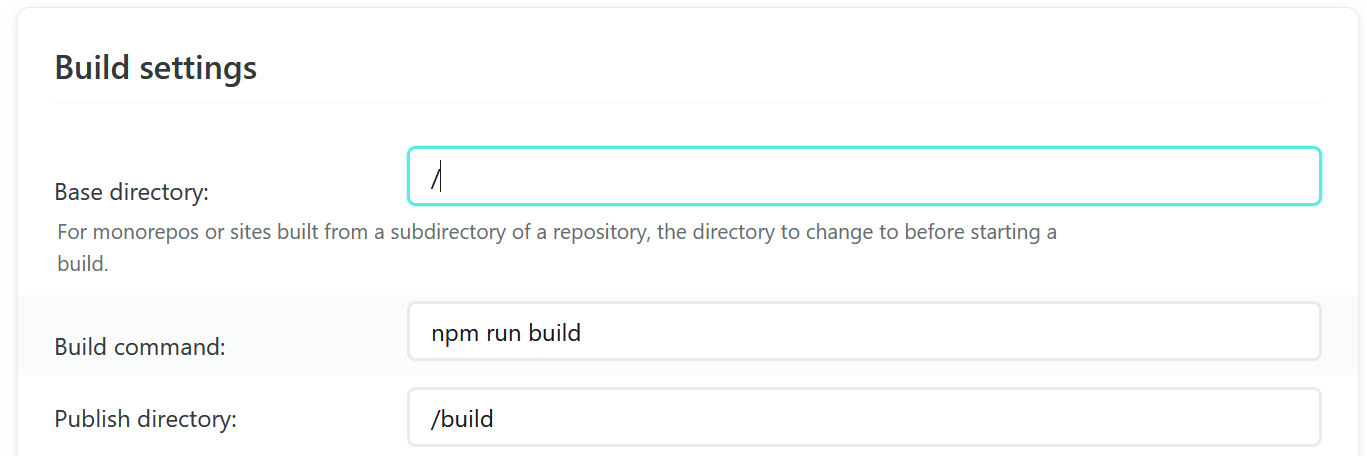 Build settings
Base directory:
/
For monorepos or sites built from a subdirectory of a repository, the directory to change to before starting a
build.
Build command:
npm run build
Publish directory:
/build